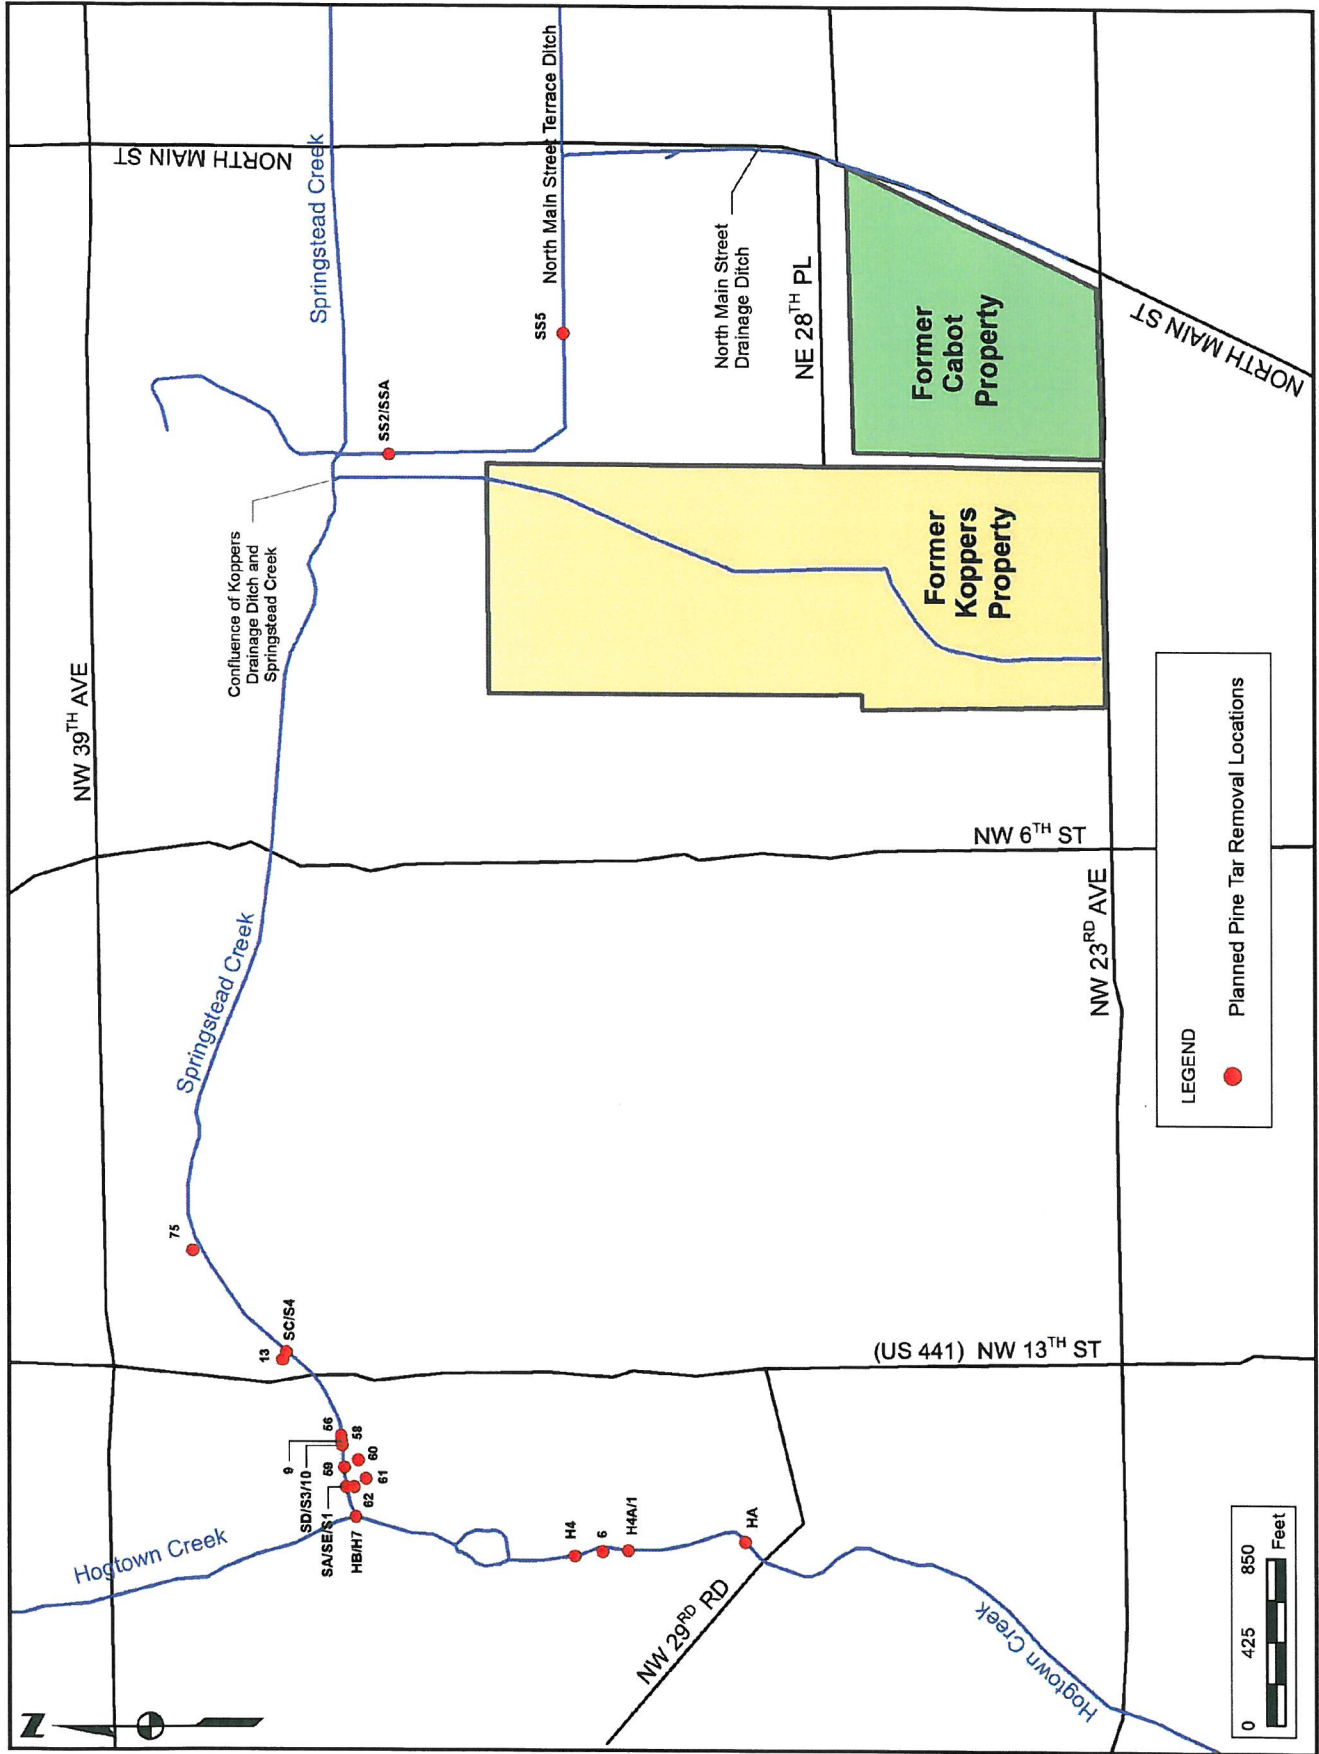 NW 39TH AVE
NORTH MAIN ST
Springstead Creek
North Main Street Terrace Ditch
SS5
SS2/SSA
Confluence of Koppers
Drainage Ditch and
Springstead Creek
North Main Street
Drainage Ditch
NE 28TH PL
Former
Cabot
Property
Former
Koppers
Property
NORTH MAIN ST
NW 6TH ST
NW 23RD AVE
Springstead Creek
75
13
SC/S4
(US 441) NW 13TH ST
56
58
9
SD/S3/10
59
60
61
SA/SE/S1
62
HB/H7
Hogtown Creek
H4
6
H4A/1
HA
NW 29RD RD
Hogtown Creek
LEGEND
Planned Pine Tar Removal Locations
0 425 850
Feet
N